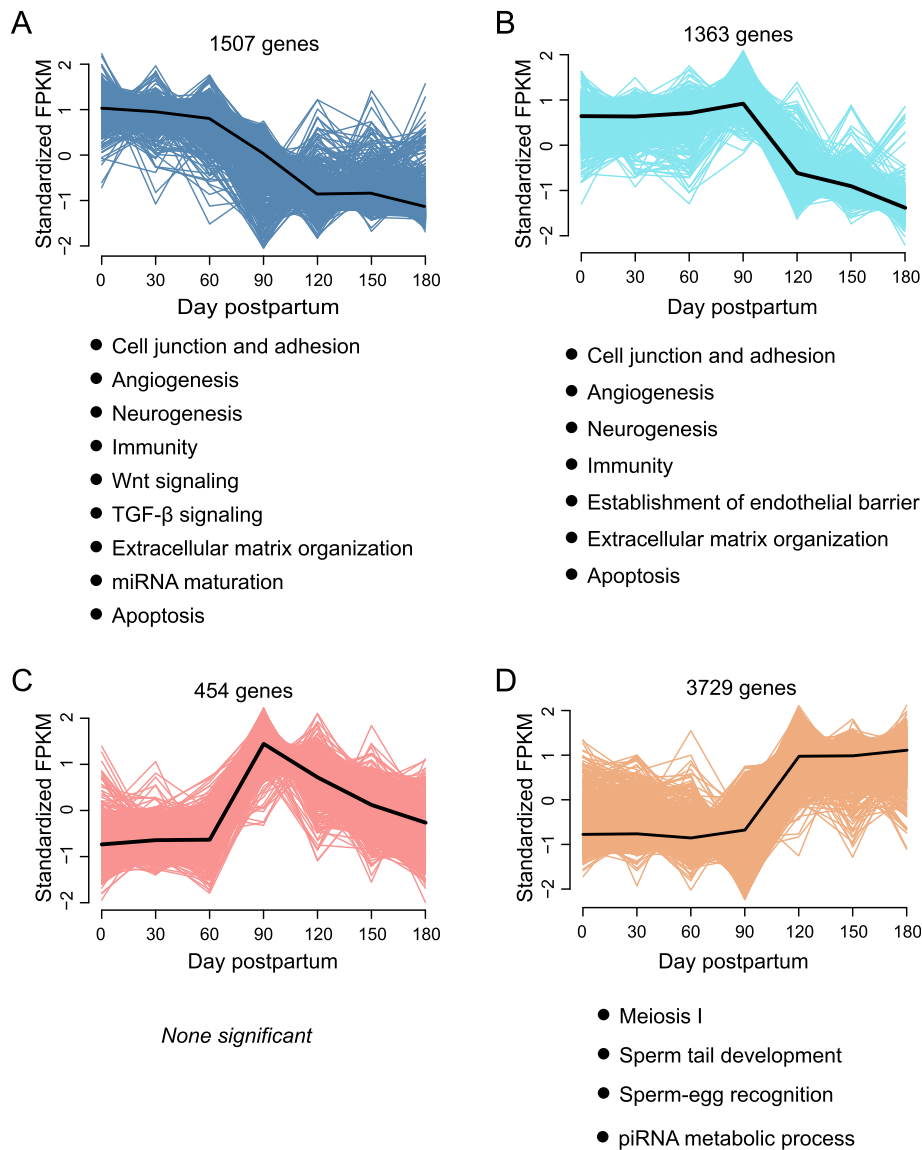 A
1507 genes
Standardized FPKM
2
1
0
−1
−2
0 30 60 90 120 150 180
Day postpartum
● Cell junction and adhesion
● Angiogenesis
● Neurogenesis
● Immunity
● Wnt signaling
● TGF-β signaling
● Extracellular matrix organization
● miRNA maturation
● Apoptosis
B
1363 genes
Standardized FPKM
2
1
0
−1
−2
0 30 60 90 120 150 180
Day postpartum
● Cell junction and adhesion
● Angiogenesis
● Neurogenesis
● Immunity
● Establishment of endothelial barrier
● Extracellular matrix organization
● Apoptosis
C
454 genes
Standardized FPKM
2
1
0
−1
−2
0 30 60 90 120 150 180
Day postpartum
None significant
D
3729 genes
Standardized FPKM
2
1
0
−1
−2
0 30 60 90 120 150 180
Day postpartum
● Meiosis I
● Sperm tail development
● Sperm-egg recognition
● piRNA metabolic process